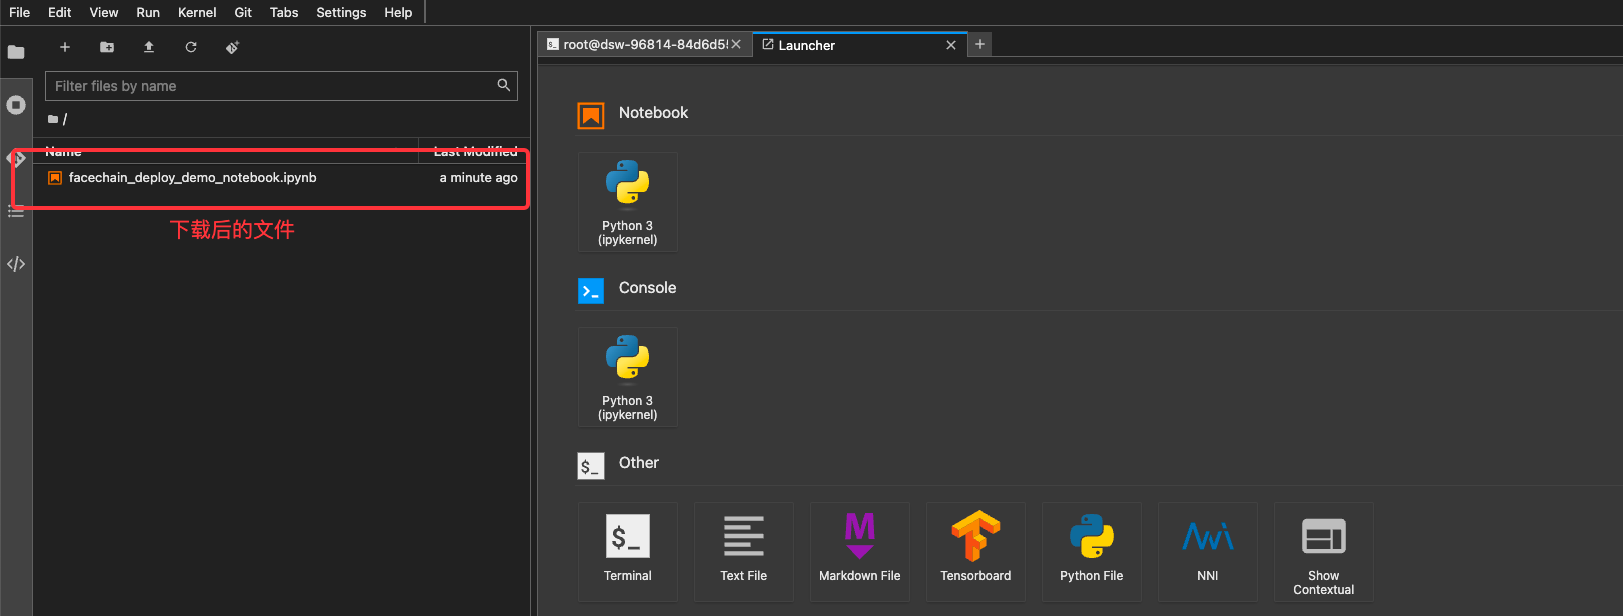 File Edit View Run Kernel Git Tabs Settings Help
root@dsw-96814-84d6d5
Launcher
Filter files by name
/
Name Last Modified
facechain_deploy_demo_notebook.ipynb a minute ago
下载后的文件
Notebook
Python 3
(ipykernel)
Console
Python 3
(ipykernel)
$_ Other
$_
Terminal
Text File
M
Markdown File
Tensorboard
Python File
NNI
Show
Contextual